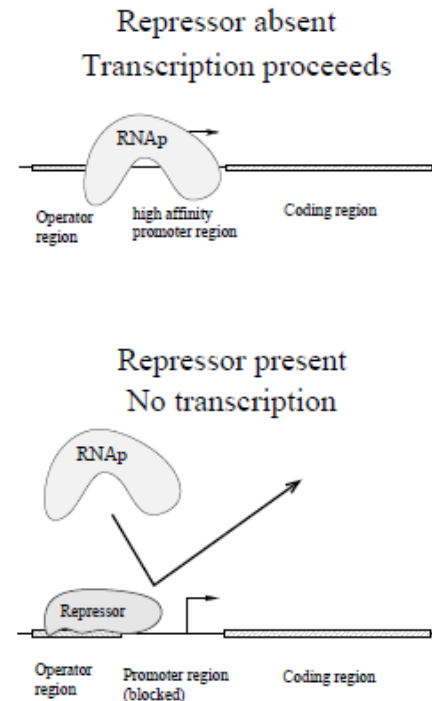 Repressor absent
Transcription proceeeds
RNAp
Operator
region
high affinity
promoter region
Coding region
Repressor present
No transcription
RNAp
Repressor
Operator
region
Promoter region
(blocked)
Coding region